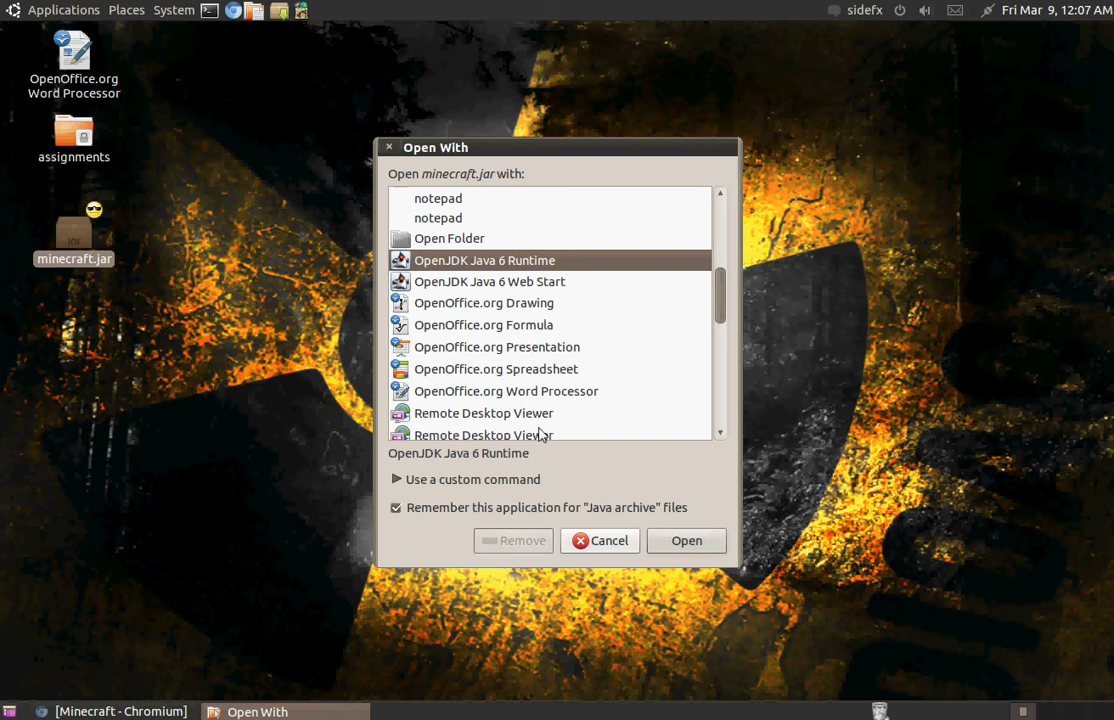 Applications Places System
sidefx
Fri Mar 9, 12:07 AM
OpenOffice.org
Word Processor
assignments
minecraft.jar
Open With
Open minecraft.jar with:
notepad
notepad
Open Folder
OpenJDK Java 6 Runtime
OpenJDK Java 6 Web Start
OpenOffice.org Drawing
OpenOffice.org Formula
OpenOffice.org Presentation
OpenOffice.org Spreadsheet
OpenOffice.org Word Processor
Remote Desktop Viewer
Remote Desktop Viewer
OpenJDK Java 6 Runtime
Use a custom command
Remember this application for "Java archive" files
Remove
Cancel
Open
[Minecraft - Chromium]
Open With